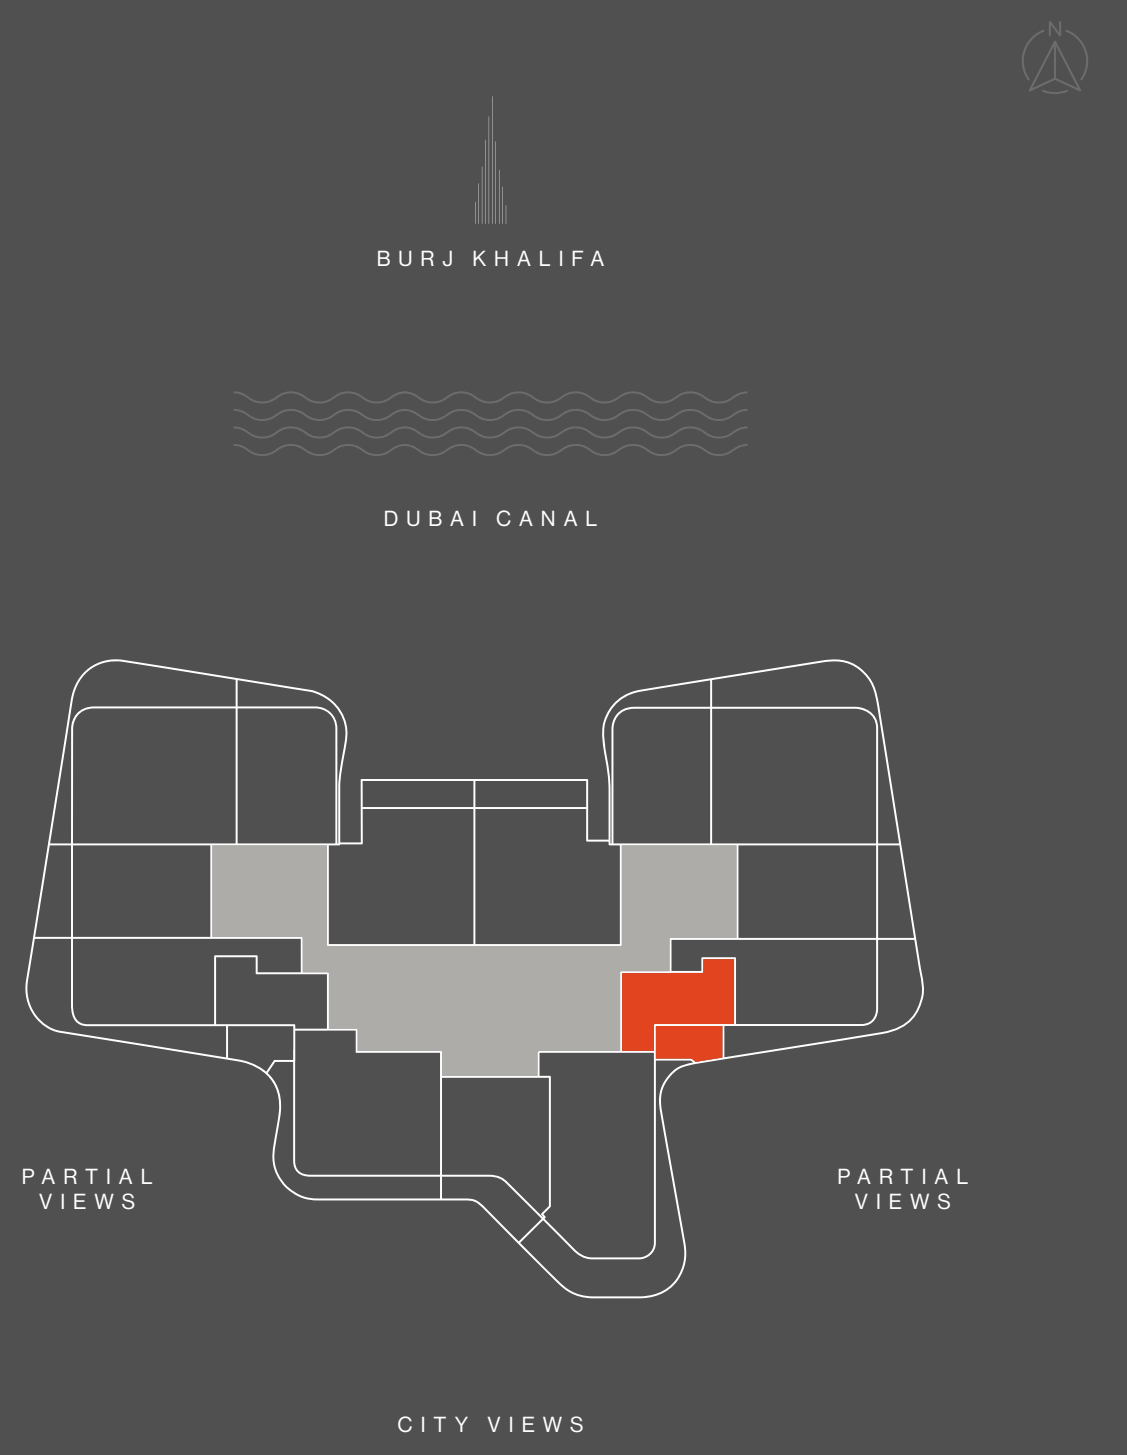 N
BURJ KHALIFA
DUBAI CANAL
PARTIAL
VIEWS
PARTIAL
VIEWS
CITY VIEWS